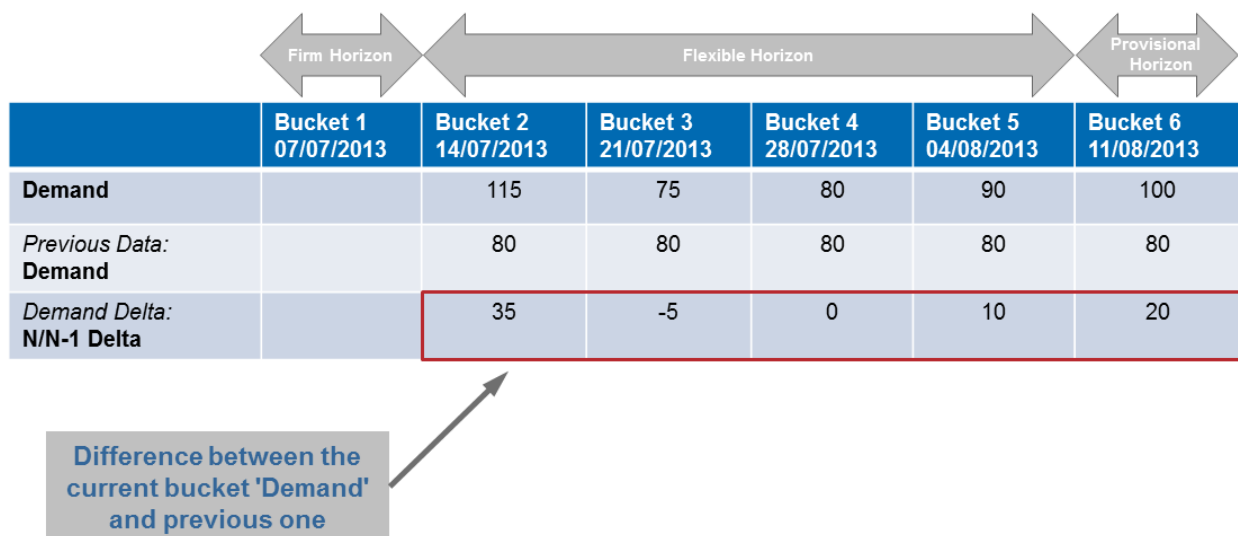 Firm Horizon
Flexible Horizon
Provisional
Horizon
Bucket 1 Bucket 2 Bucket 3 Bucket 4 Bucket 5 Bucket 6
07/07/2013 14/07/2013 21/07/2013 28/07/2013 04/08/2013 11/08/2013
Demand 115 75 80 90 100
Previous Data: 80 80 80 80 80
Demand
Demand Delta: 35 -5 0 10 20
N/N-1 Delta
Difference between the
current bucket 'Demand'
and previous one